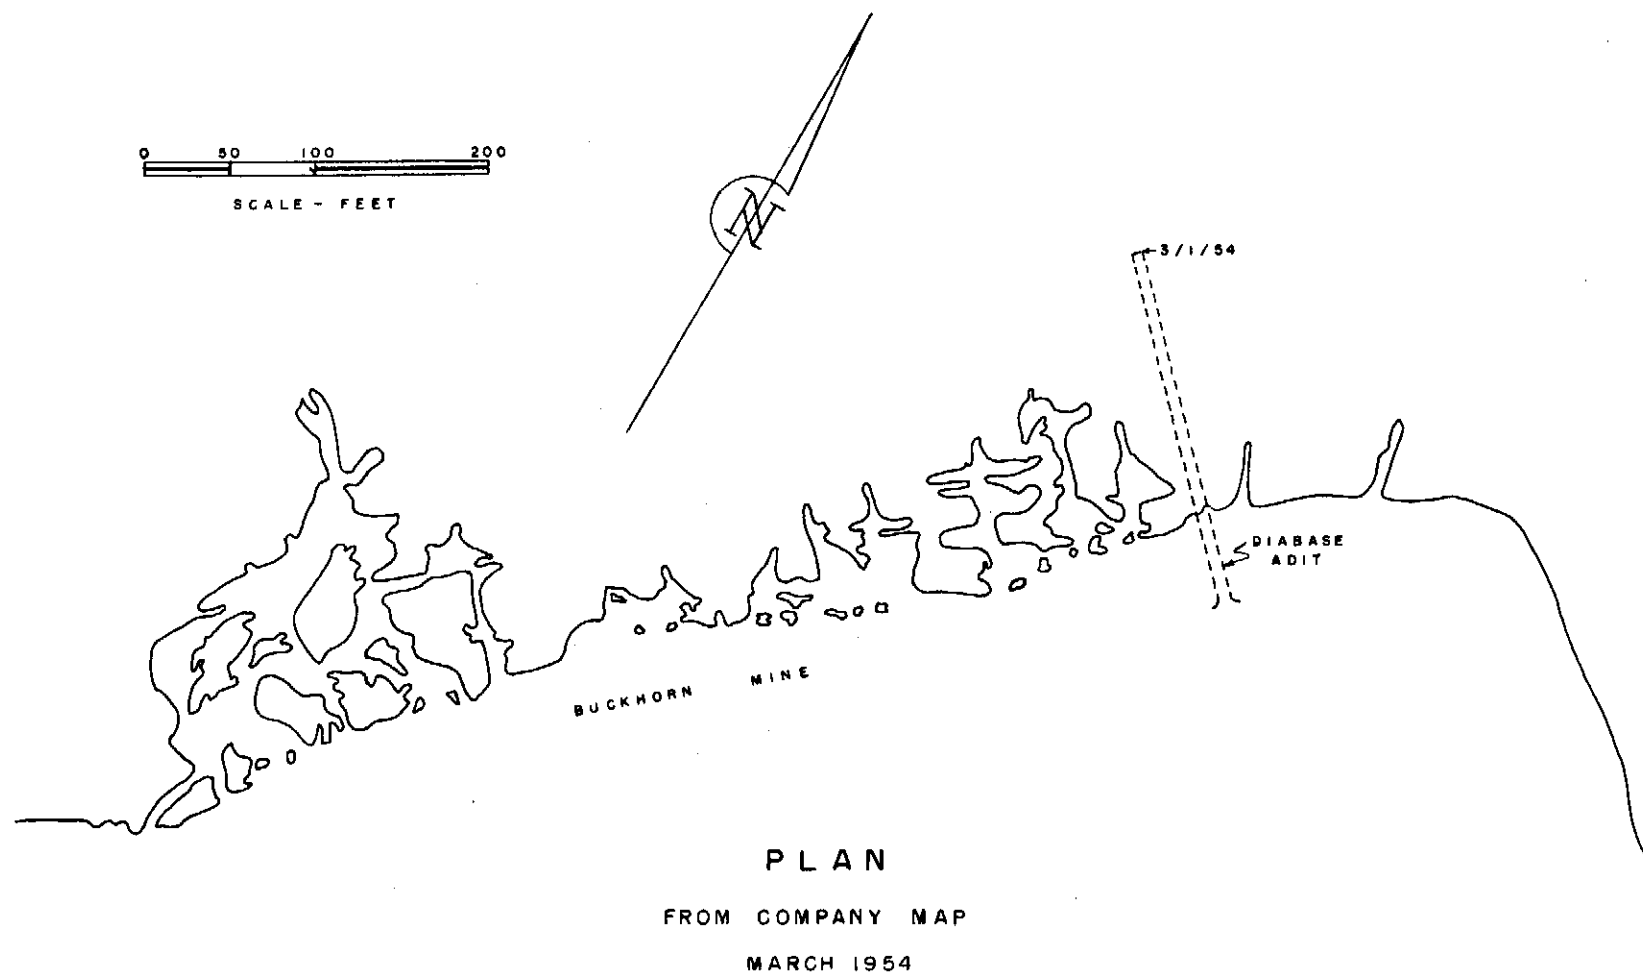 0 50 100 200
SCALE - FEET
N
3/1/54
DIABASE
ADIT
BUCKHORN MINE
PLAN
FROM COMPANY MAP
MARCH 1954